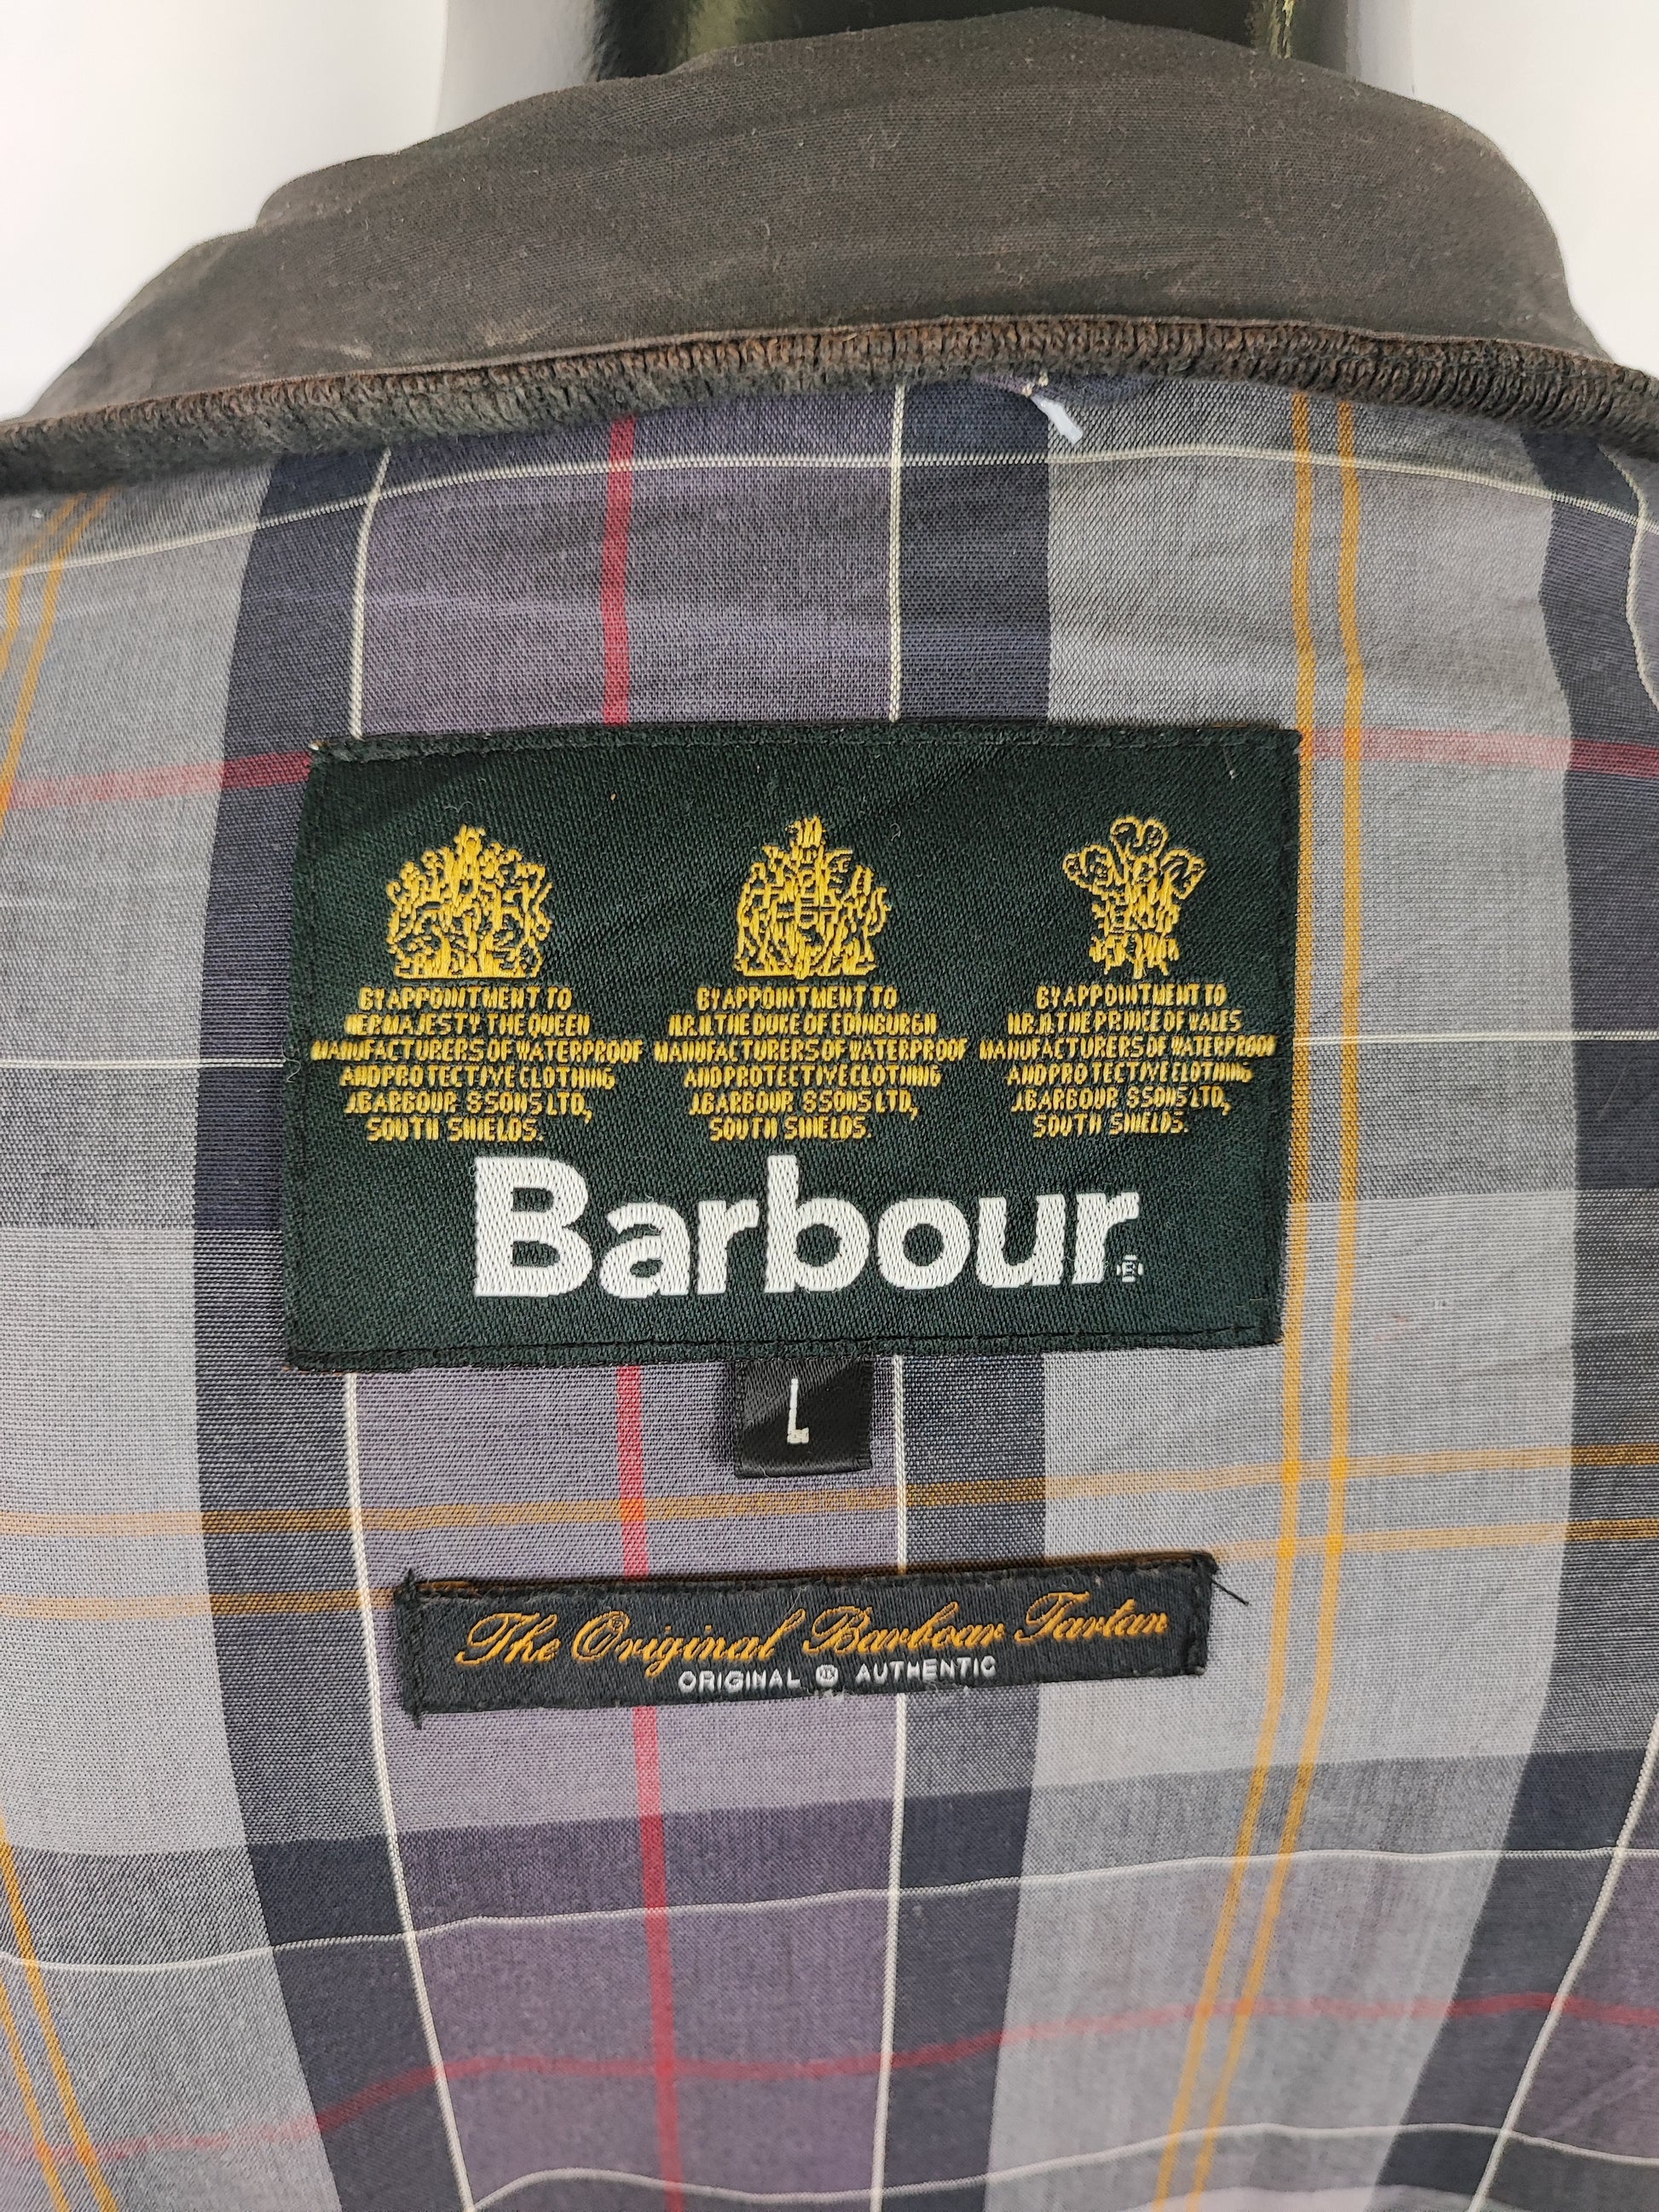 BY APPOINTMENT TO
HER MAJESTY THE QUEEN
MANUFACTURERS OF WATERPROOF
AND PROTECTIVE CLOTHING
J.BARBOUR & SONS LTD,
SOUTH SHIELDS.
BY APPOINTMENT TO
H.R.H. THE DUKE OF EDINBURGH
MANUFACTURERS OF WATERPROOF
AND PROTECTIVE CLOTHING
J.BARBOUR & SONS LTD,
SOUTH SHIELDS.
BY APPOINTMENT TO
H.R.H. THE PRINCE OF WALES
MANUFACTURERS OF WATERPROOF
AND PROTECTIVE CLOTHING
J.BARBOUR & SONS LTD,
SOUTH SHIELDS.
Barbour®
L
The Original Barbour Tartan
ORIGINAL AUTHENTIC